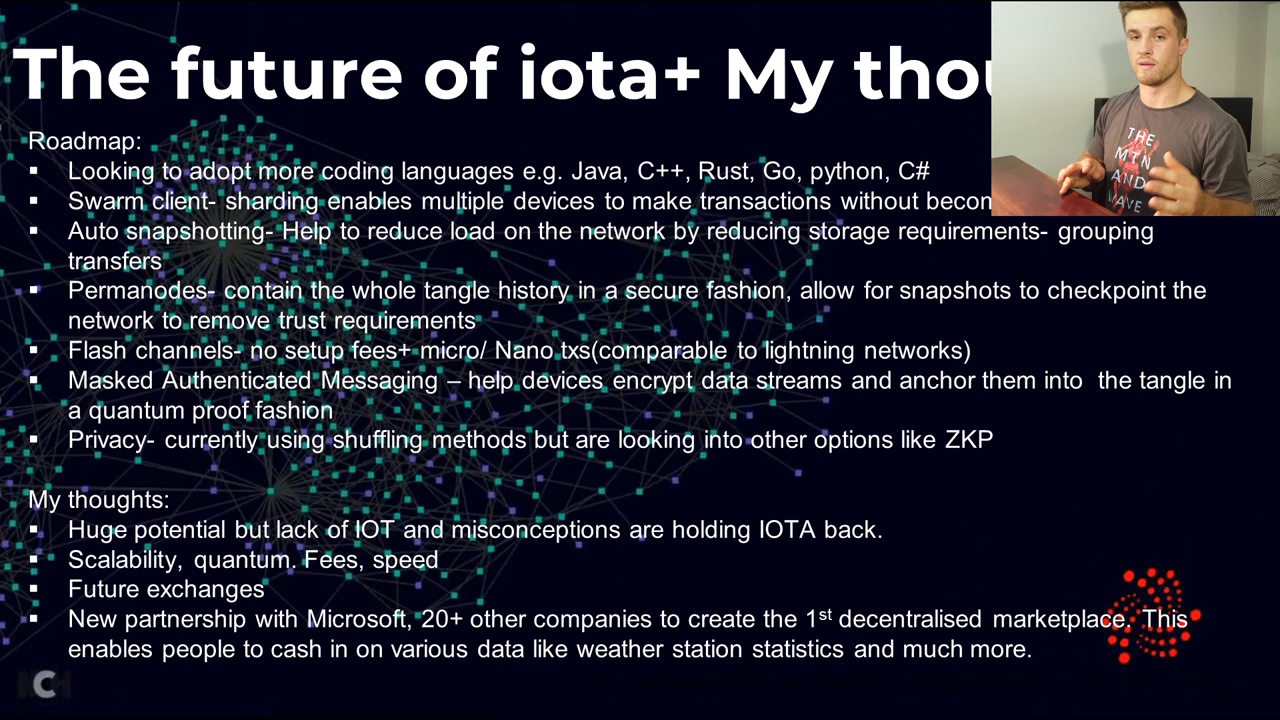 The future of iota+ My thou
Roadmap:
▪ Looking to adopt more coding languages e.g. Java, C++, Rust, Go, python, C#
▪ Swarm client- sharding enables multiple devices to make transactions without becom
▪ Auto snapshotting- Help to reduce load on the network by reducing storage requirements- grouping
transfers
▪ Permanodes- contain the whole tangle history in a secure fashion, allow for snapshots to checkpoint the
network to remove trust requirements
▪ Flash channels- no setup fees+ micro/ Nano txs(comparable to lightning networks)
▪ Masked Authenticated Messaging – help devices encrypt data streams and anchor them into  the tangle in
a quantum proof fashion
▪ Privacy- currently using shuffling methods but are looking into other options like ZKP
My thoughts:
▪ Huge potential but lack of IOT and misconceptions are holding IOTA back.
▪ Scalability, quantum. Fees, speed
▪ Future exchanges
▪ New partnership with Microsoft, 20+ other companies to create the 1st decentralised marketplace. This
enables people to cash in on various data like weather station statistics and much more.
THE
MTN
AND
WAVE
NCH